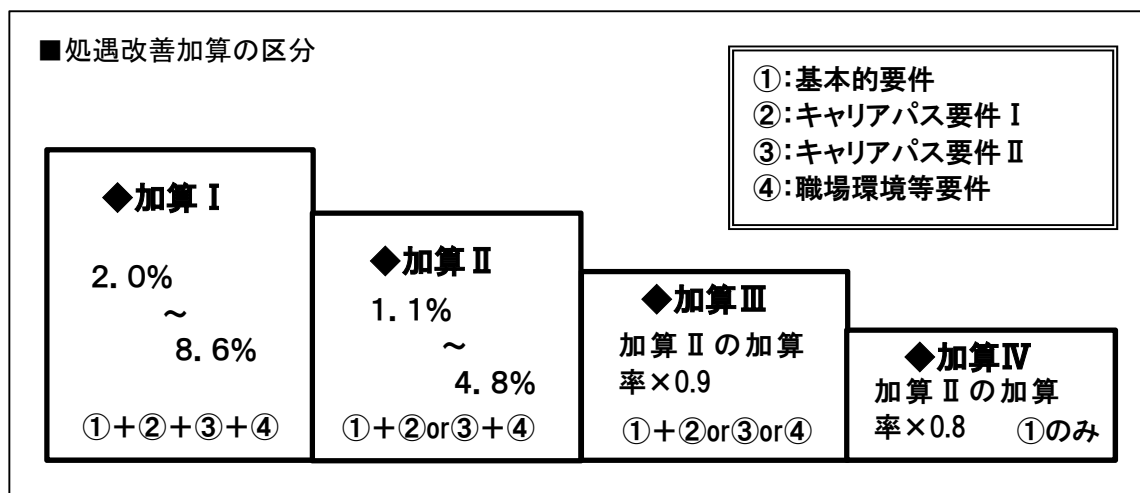 ■処遇改善加算の区分
①:基本的要件
②:キャリアパス要件Ⅰ
③:キャリアパス要件Ⅱ
④:職場環境等要件
◆加算Ⅰ
2.0%
~
8.6%
①+②+③+④
◆加算Ⅱ
1.1%
~
4.8%
①+②or③+④
◆加算Ⅲ
加算Ⅱの加算
率×0.9
①+②or③or④
◆加算Ⅳ
加算Ⅱの加算
率×0.8 ①のみ